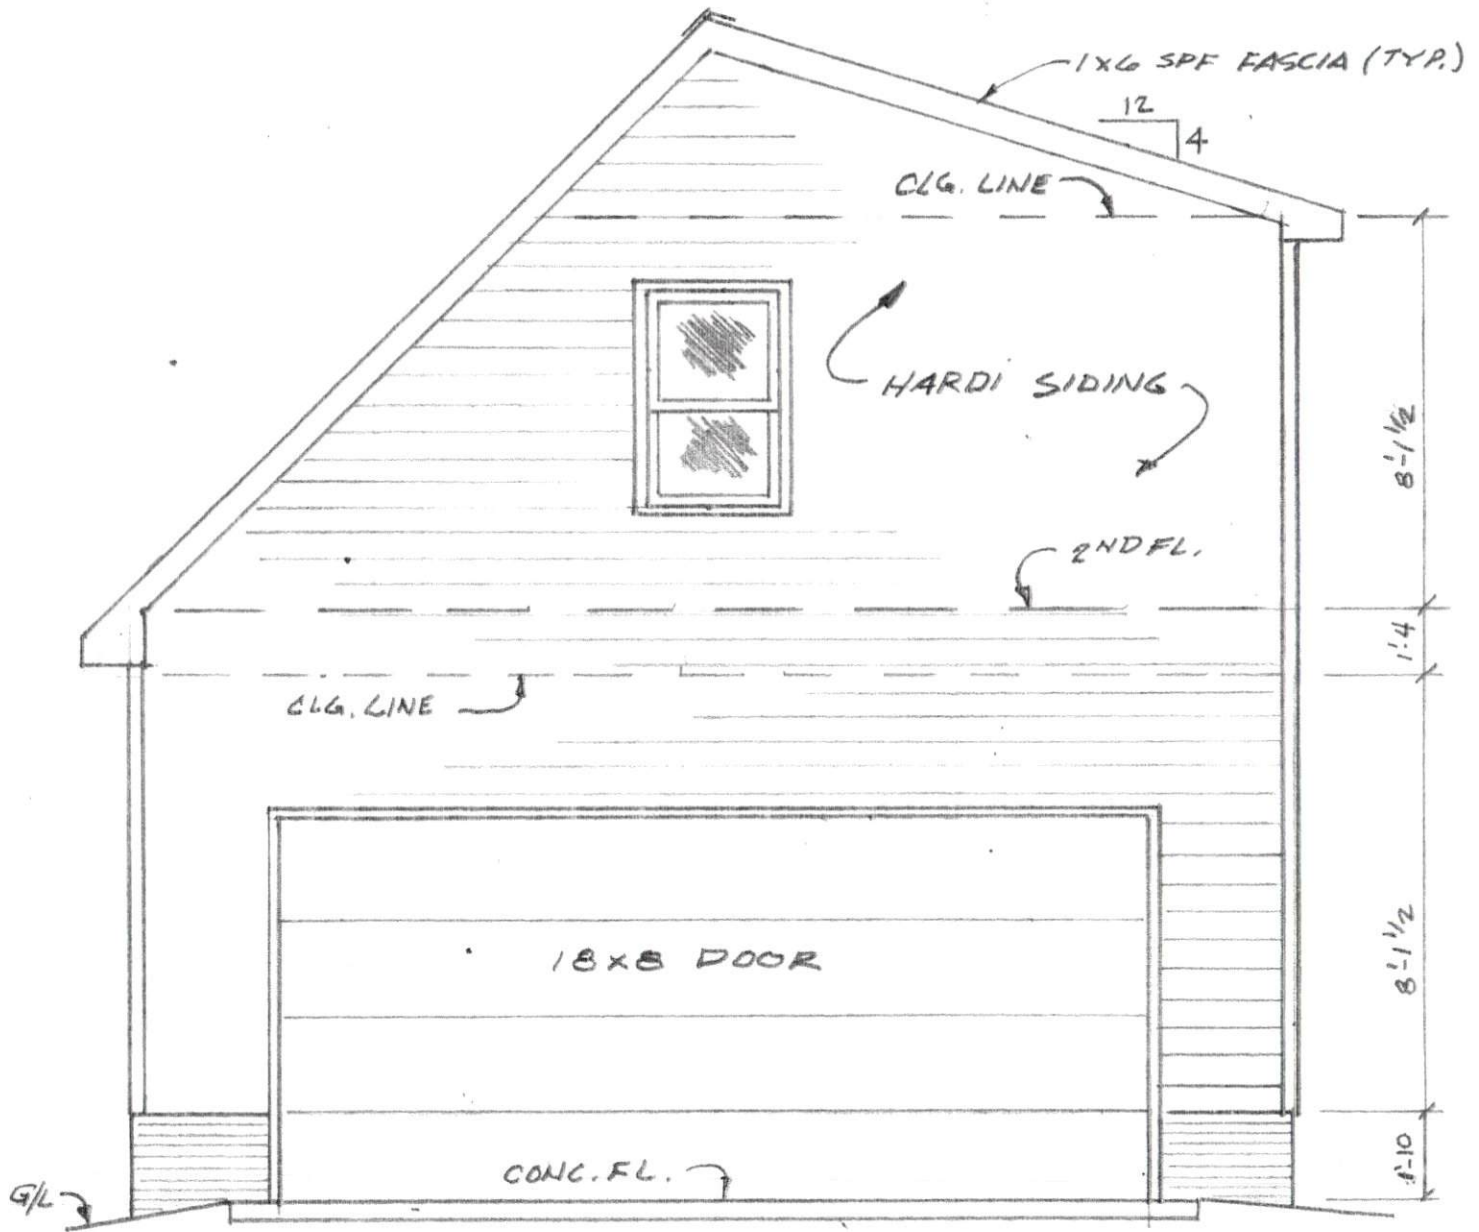 1X6 SPF FASCIA (TYP.)
12
4
CLG. LINE
HARDI SIDING
8'-1 1/2
2ND FL.
1'-4
CLG. LINE
18x8 DOOR
8'-1 1/2
CONC. FL.
1'-10
G/L